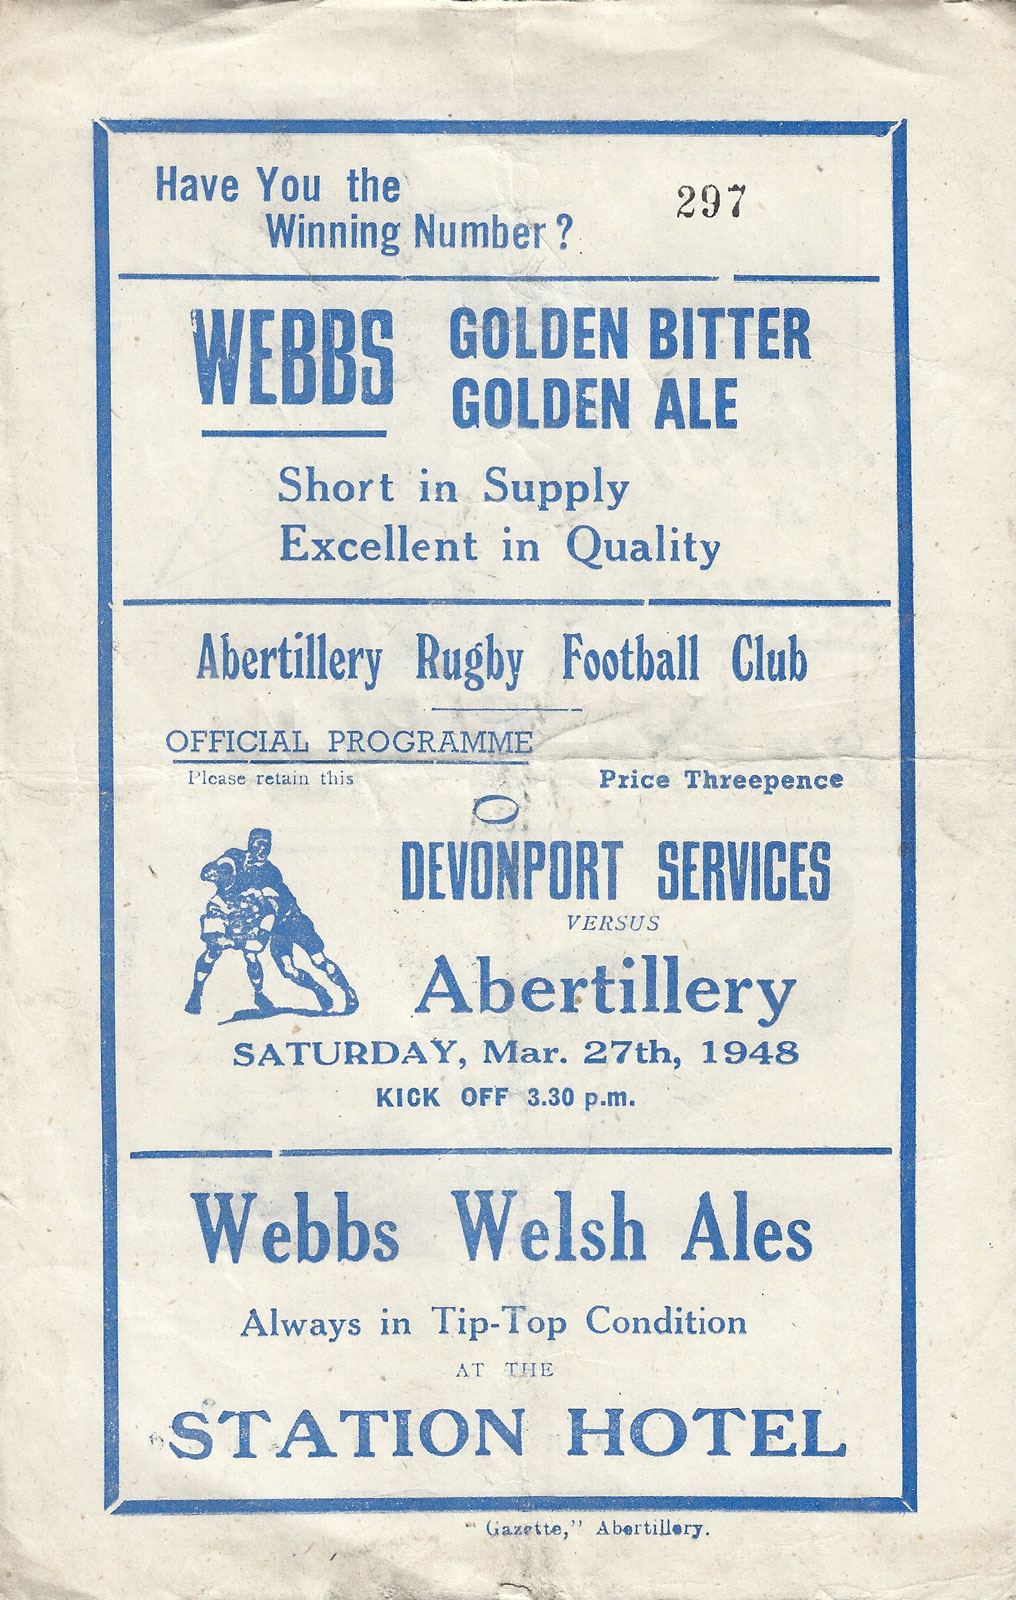 Have You the
Winning Number?
297
WEBBS
GOLDEN BITTER
GOLDEN ALE
Short in Supply
Excellent in Quality
Abertillery Rugby Football Club
OFFICIAL PROGRAMME
Please retain this
Price Threepence
DEVONPORT SERVICES
VERSUS
Abertillery
SATURDAY, Mar. 27th, 1948
KICK OFF 3.30 p.m.
Webbs Welsh Ales
Always in Tip-Top Condition
AT THE
STATION HOTEL
"Gazette," Abertillery.